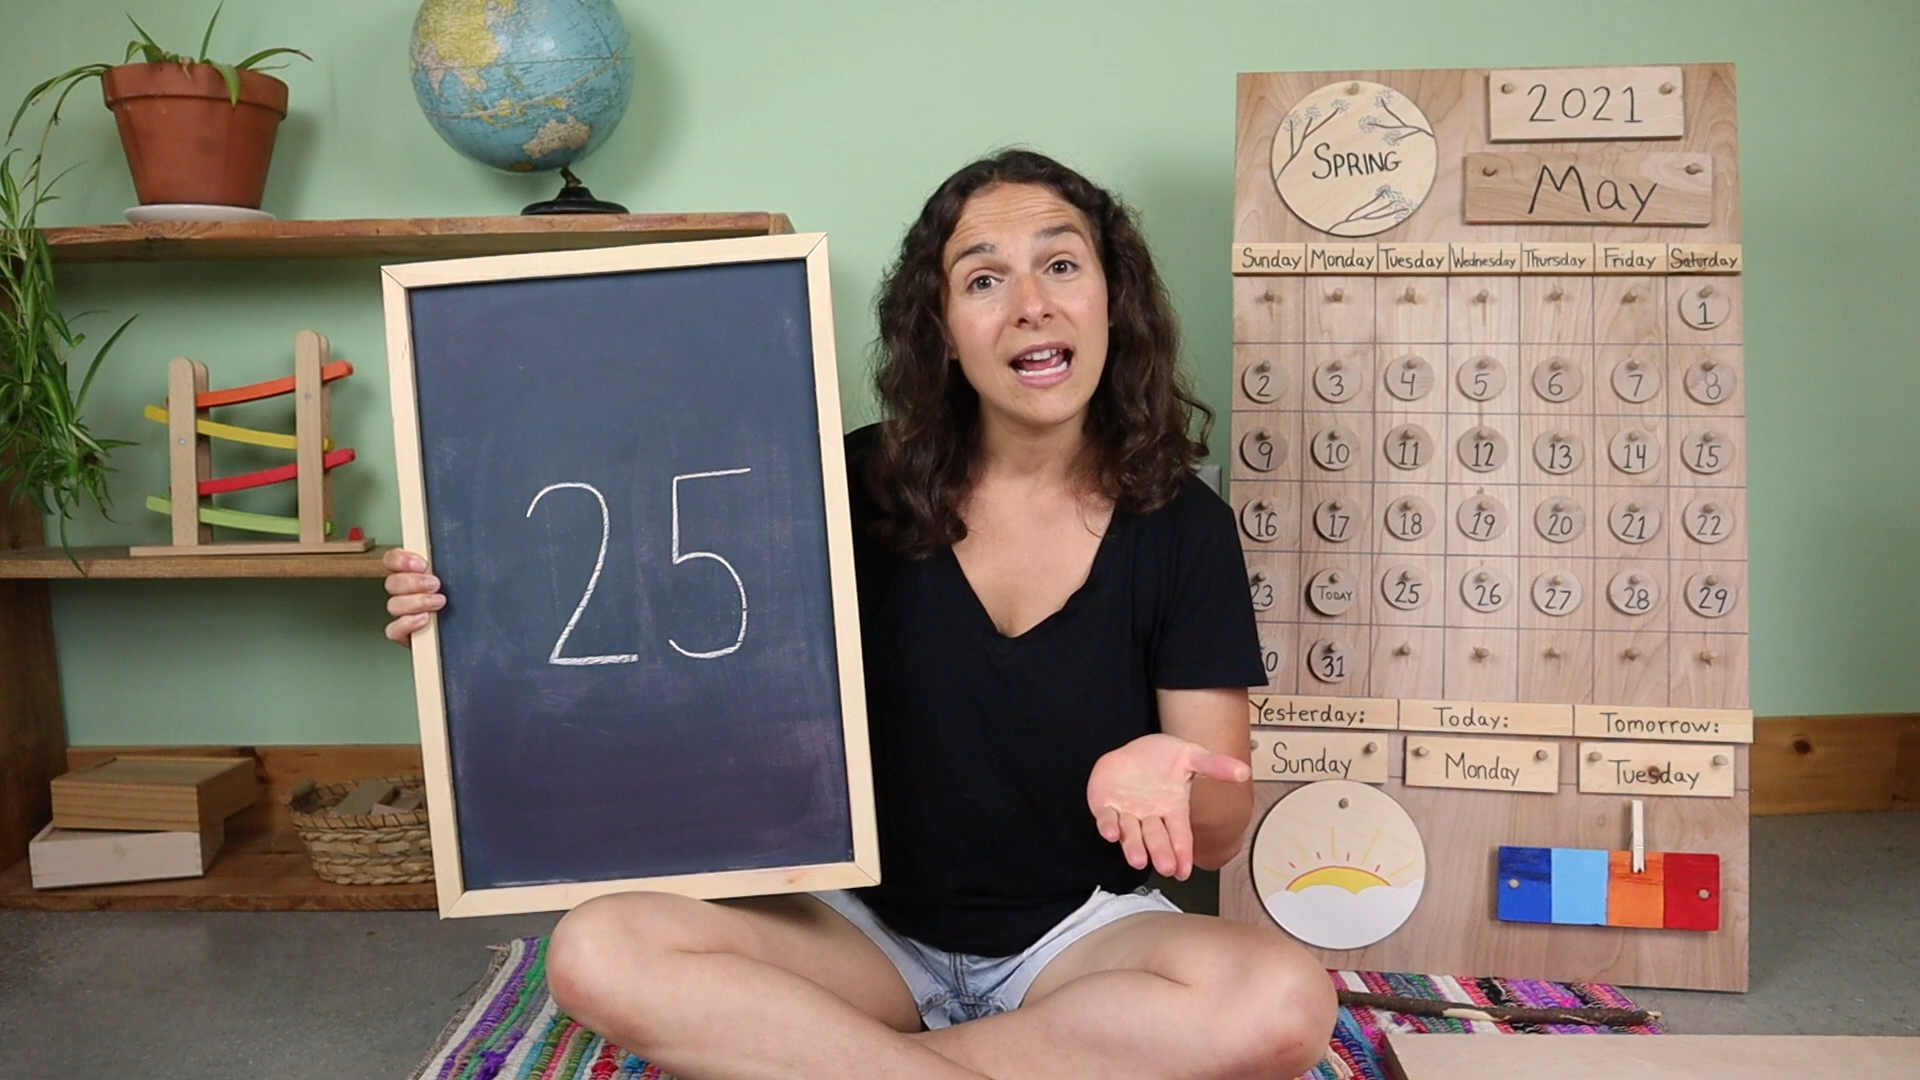 25
2021
SPRING
May
Sunday Monday Tuesday Wednesday Thursday Friday Saturday
1
2 3 4 5 6 7 8
9 10 11 12 13 14 15
16 17 18 19 20 21 22
23 TODAY 25 26 27 28 29
31
Yesterday: Today: Tomorrow:
Sunday Monday Tuesday